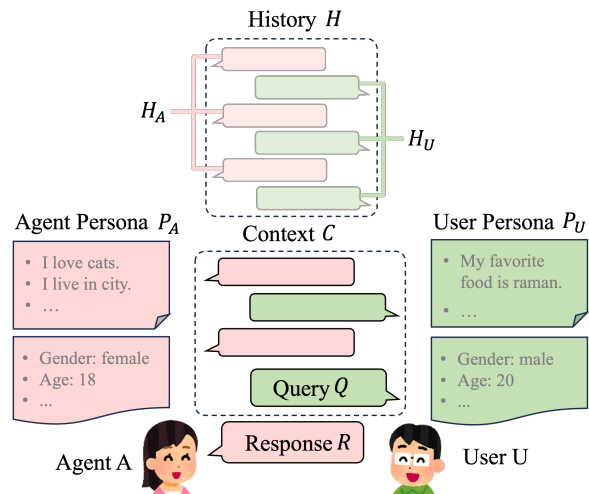 History H
H_A
H_U
Agent Persona P_A
• I love cats.
• I live in city.
• ...
• Gender: female
• Age: 18
• ...
Context C
Query Q
Response R
User Persona P_U
• My favorite
food is raman.
• ...
• Gender: male
• Age: 20
• ...
Agent A
User U